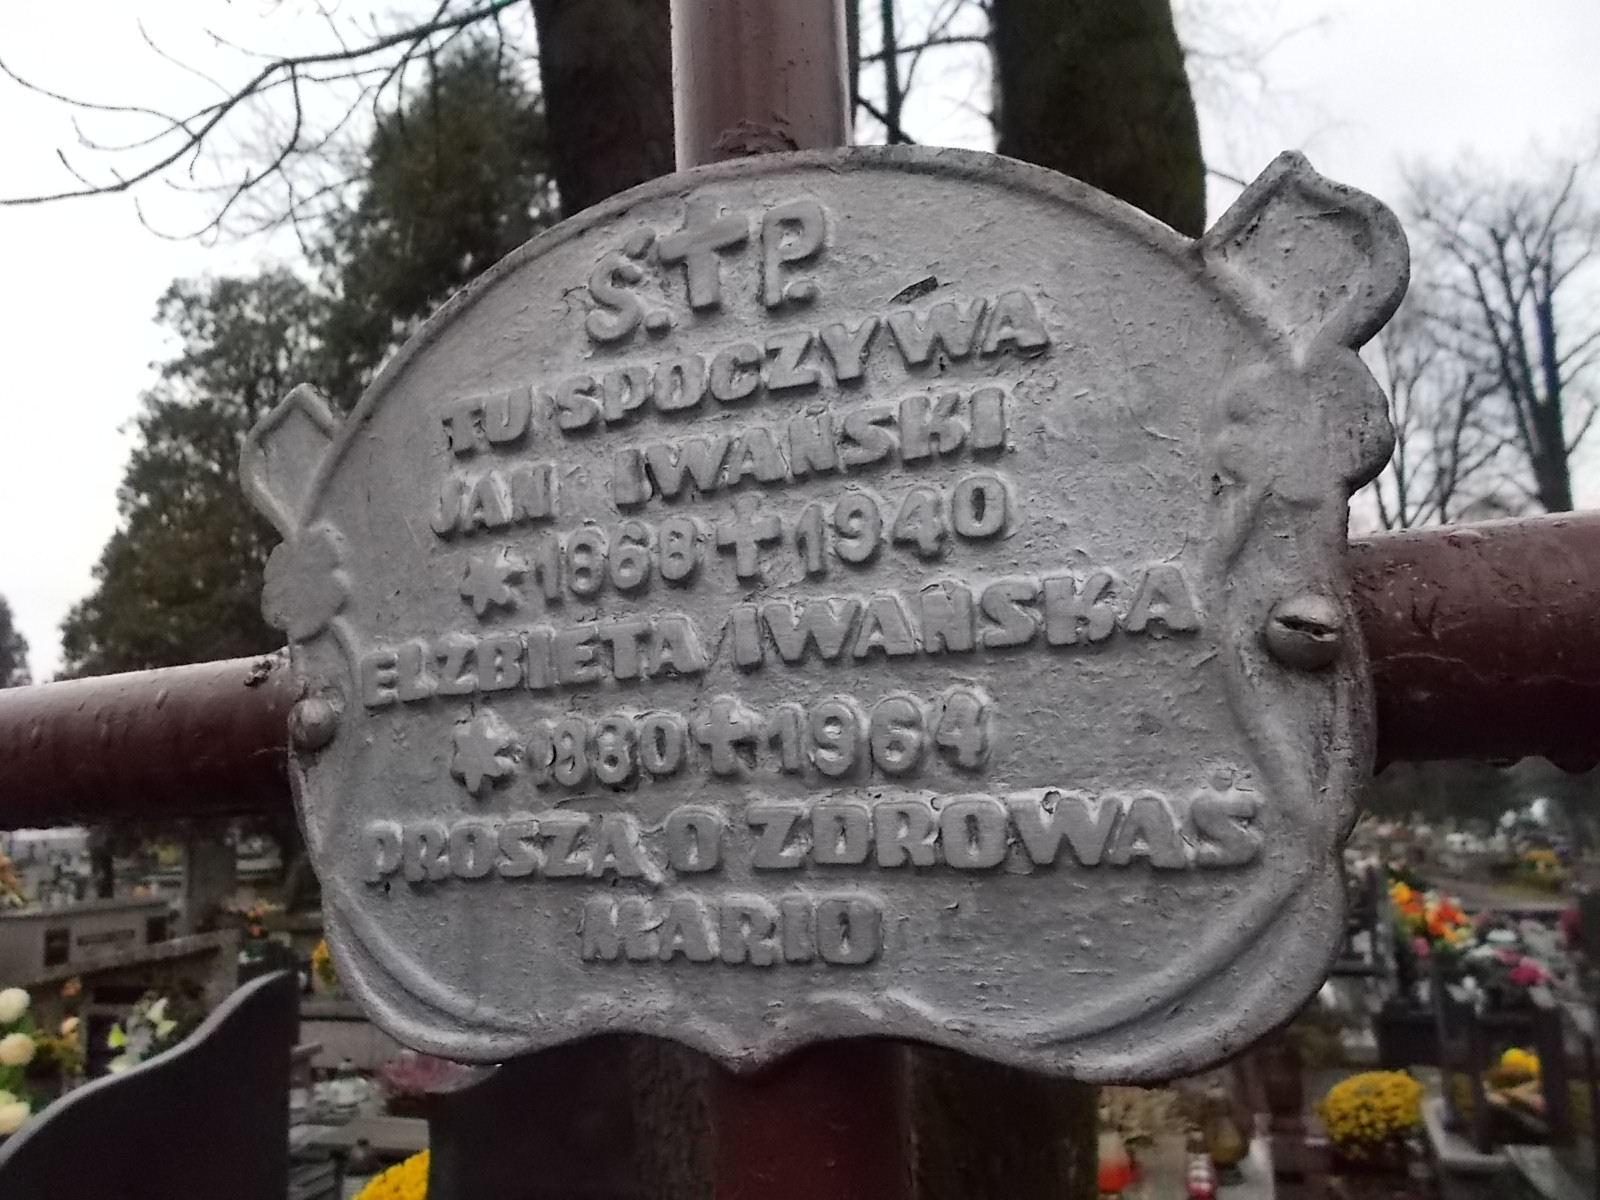 Ś.†P.
TU SPOCZYWA
JAN IWAŃSKI
*1868†1940
ELZBIETA IWAŃSKA
*1880†1964
PROSZĄ O ZDROWAŚ
MARIO